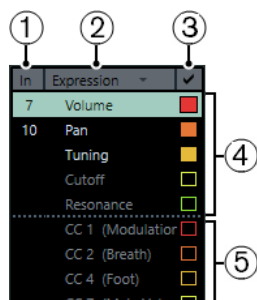 1 2 3
In Expression ✓
7 Volume
10 Pan
Tuning
Cutoff
Resonance
4
CC 1 (Modulation
CC 2 (Breath)
CC 4 (Foot)
5